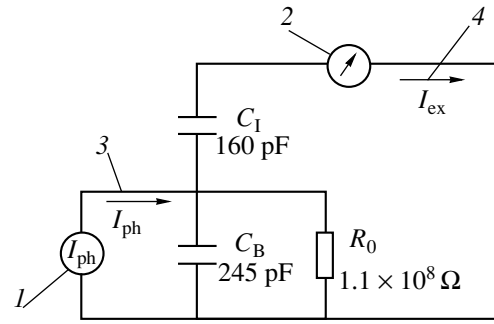 2
4
I_ex
C_I
160 pF
3
I_ph
I_ph
C_B
245 pF
R_0
1.1 × 10^8 Ω
1